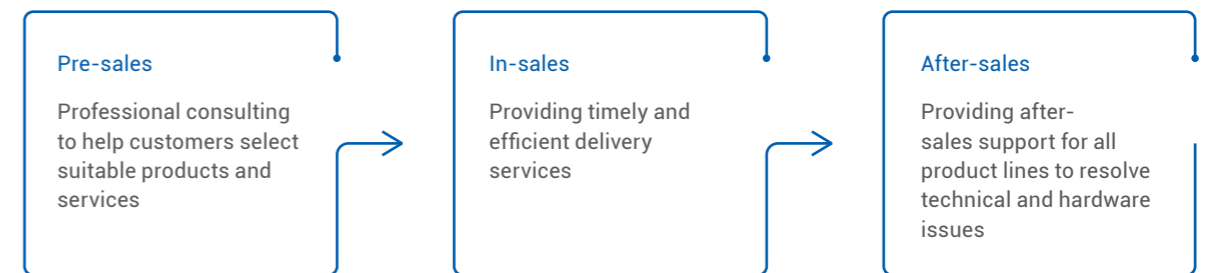 Pre-sales
Professional consulting
to help customers select
suitable products and
services
In-sales
Providing timely and
efficient delivery
services
After-sales
Providing after-
sales support for all
product lines to resolve
technical and hardware
issues